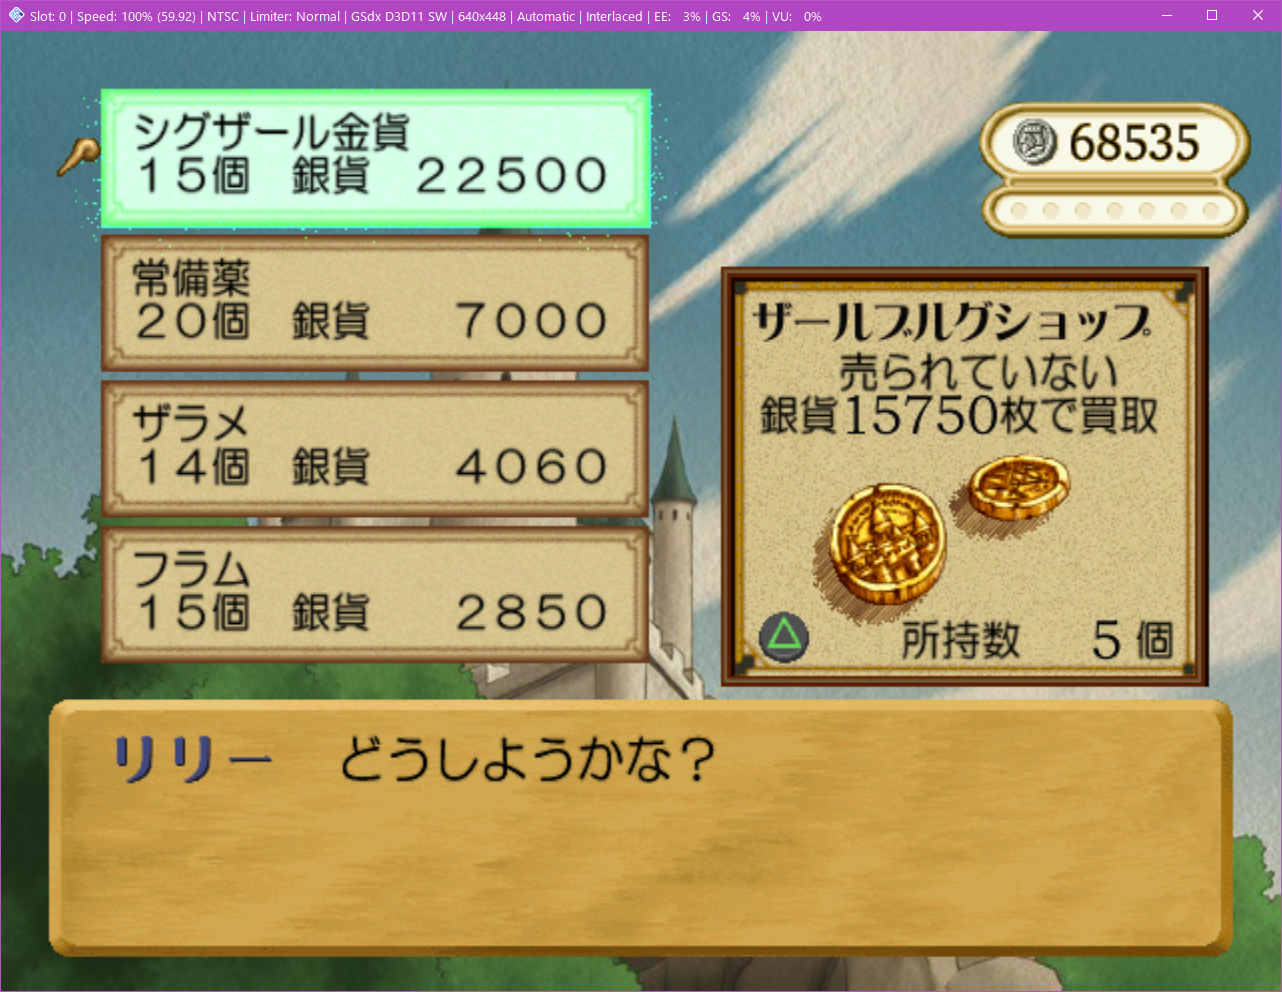 Slot: 0 | Speed: 100% (59.92) | NTSC | Limiter: Normal | GSdx D3D11 SW | 640x448 | Automatic | Interlaced | EE: 3% | GS: 4% | VU: 0%
シグザール金貨
１５個 銀貨 ２２５００
常備薬
２０個 銀貨 ７０００
ザラメ
１４個 銀貨 ４０６０
フラム
１５個 銀貨 ２８５０
68535
ザールブルグショップ
売られていない
銀貨15750枚で買取
所持数 5個
リリー どうしようかな？